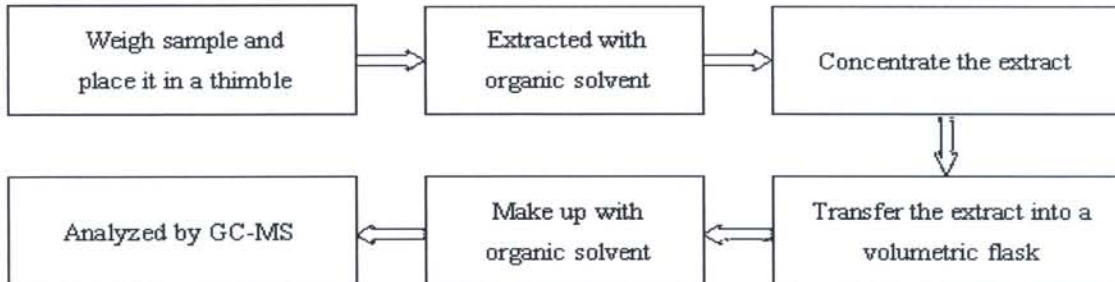 Weigh sample and
place it in a thimble
Extracted with
organic solvent
Concentrate the extract
Transfer the extract into a
volumetric flask
Make up with
organic solvent
Analyzed by GC-MS